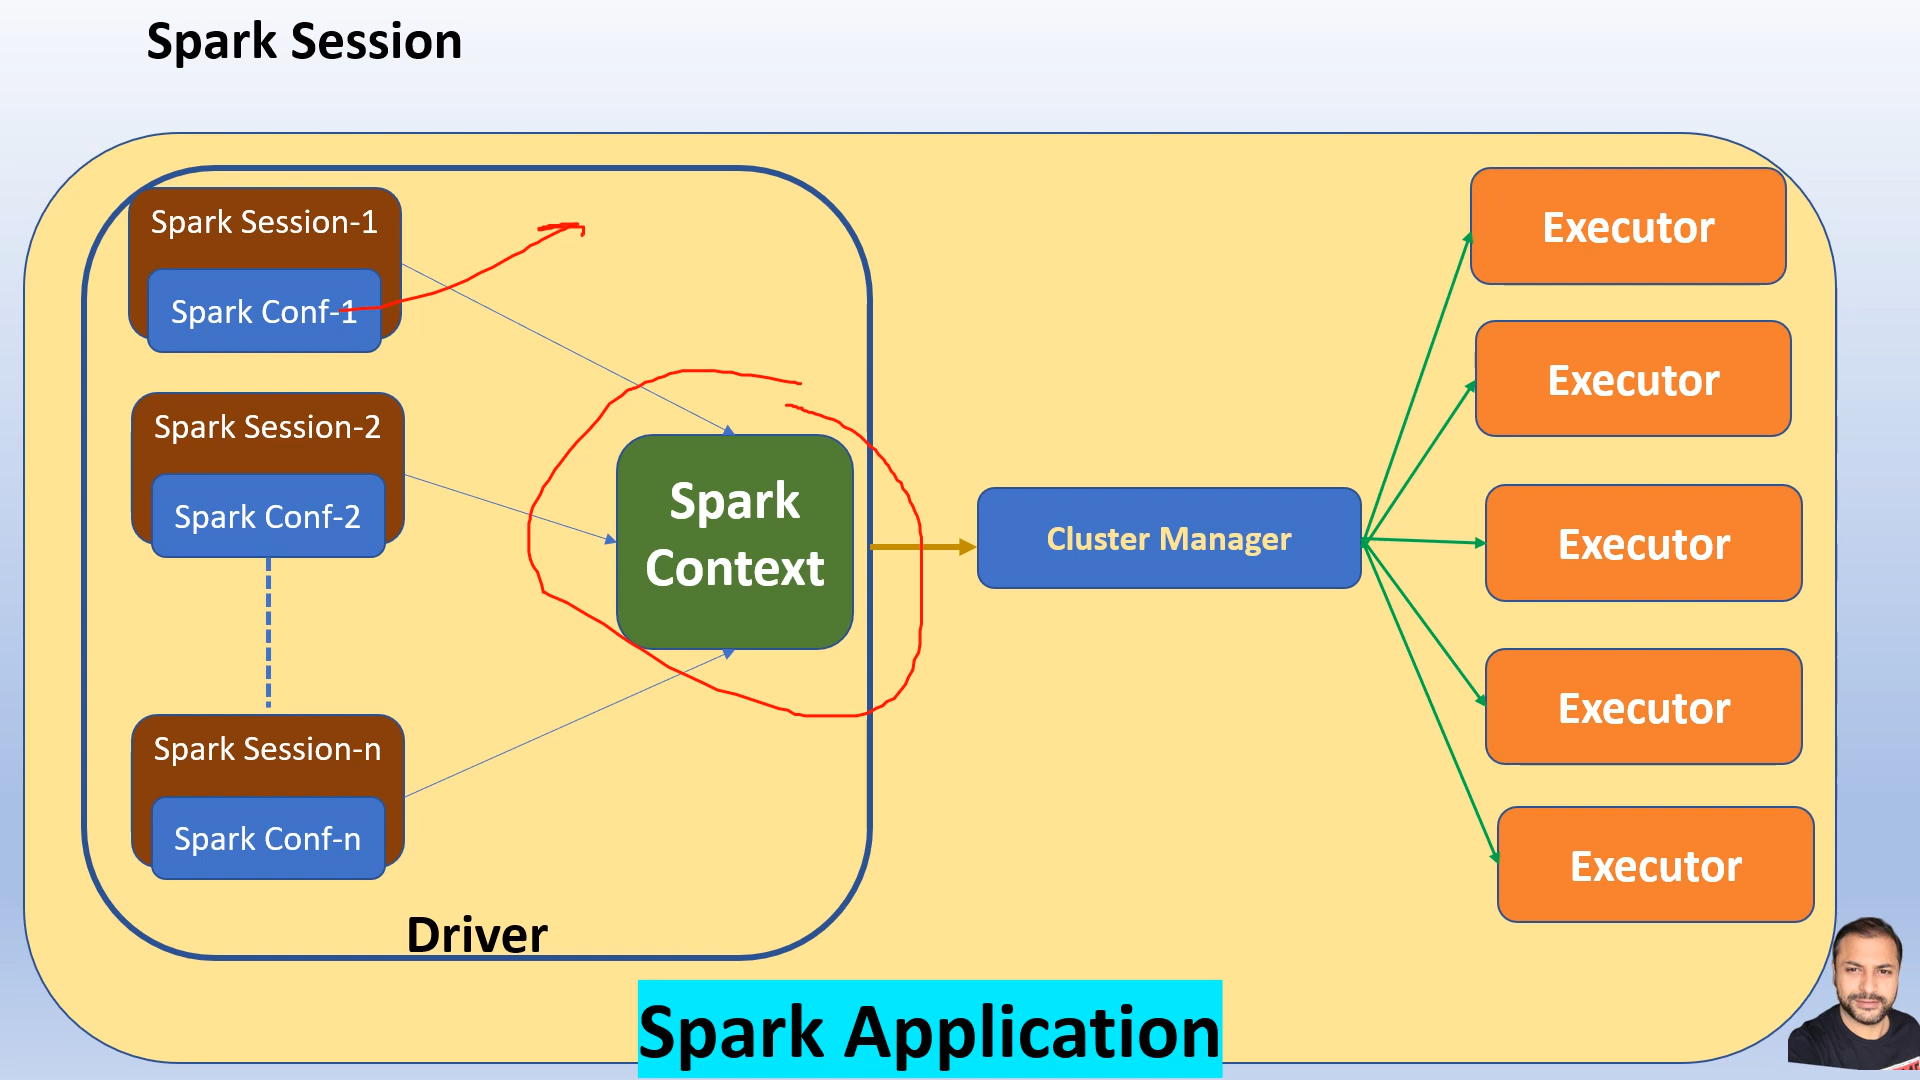 Spark Session
Spark Session-1
Spark Conf-1
Spark Session-2
Spark Conf-2
Spark Session-n
Spark Conf-n
Driver
Spark
Context
Cluster Manager
Executor
Executor
Executor
Executor
Executor
Spark Application